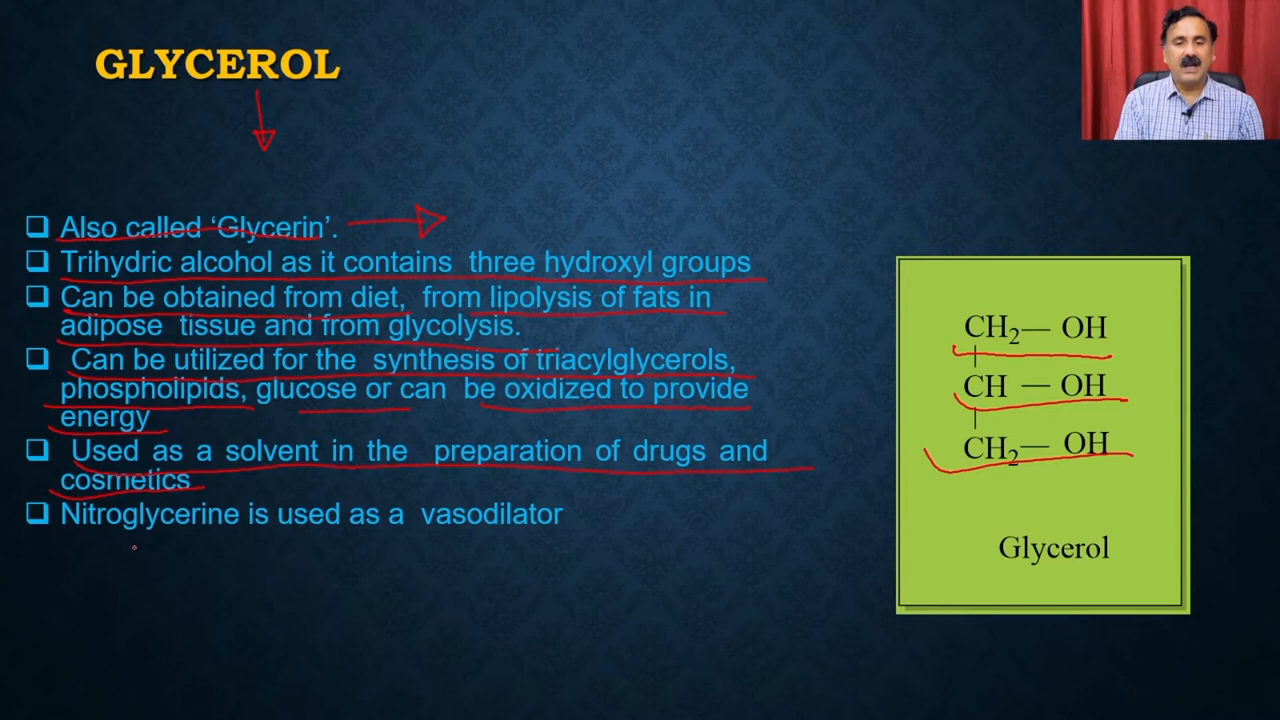 GLYCEROL
❑ Also called ‘Glycerin’.
❑ Trihydric alcohol as it contains three hydroxyl groups
❑ Can be obtained from diet, from lipolysis of fats in
adipose tissue and from glycolysis.
❑ Can be utilized for the synthesis of triacylglycerols,
phospholipids, glucose or can be oxidized to provide
energy
❑ Used as a solvent in the preparation of drugs and
cosmetics
❑ Nitroglycerine is used as a vasodilator
CH₂— OH
CH — OH
CH₂— OH
Glycerol